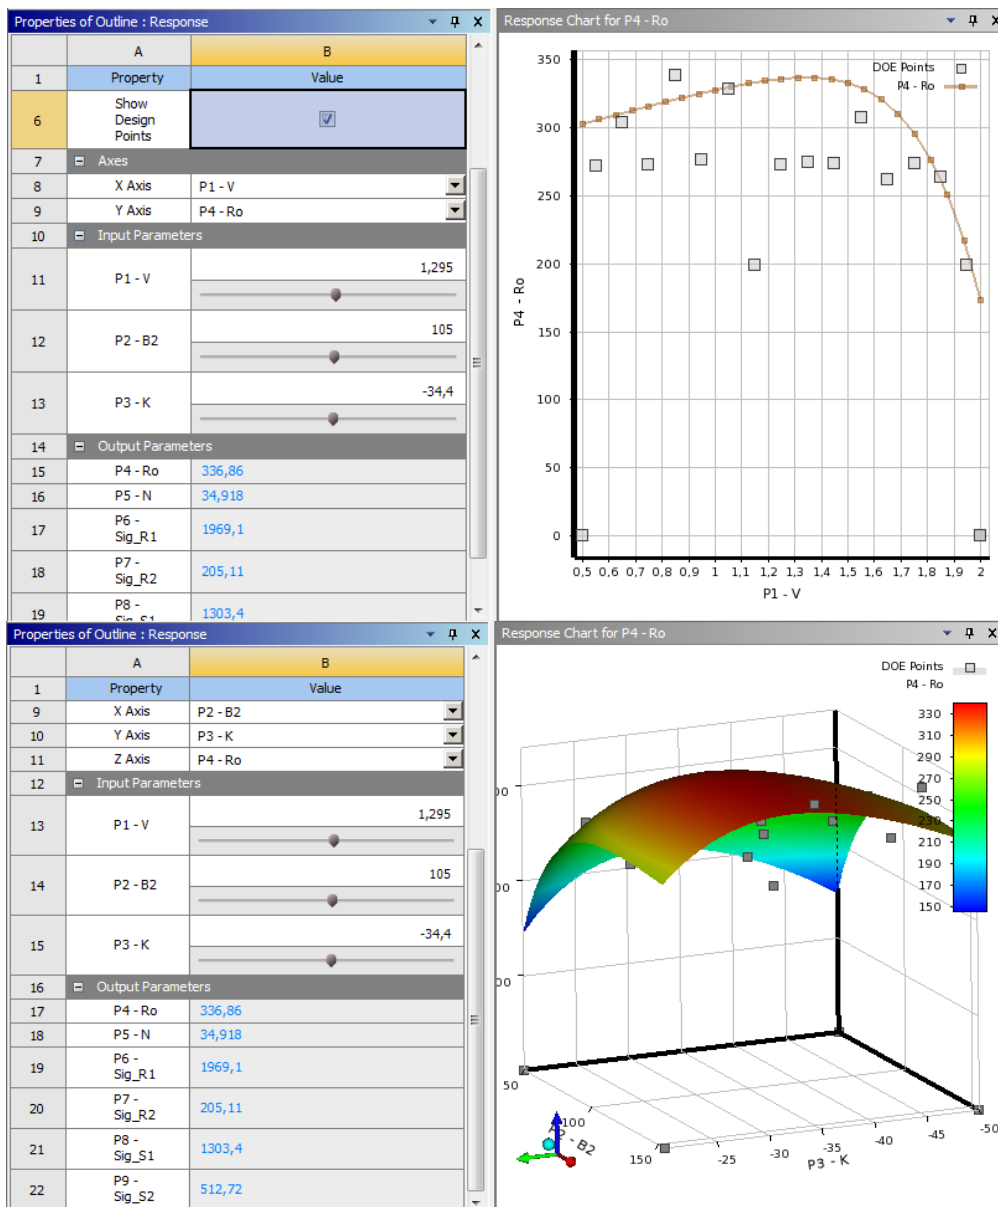 Properties of Outline : Response
A B
1 Property Value
6 Show Design Points
7 Axes
8 X Axis P1 - V
9 Y Axis P4 - Ro
10 Input Parameters
11 P1 - V 1,295
12 P2 - B2 105
13 P3 - K -34,4
14 Output Parameters
15 P4 - Ro 336,86
16 P5 - N 34,918
17 P6 - Sig_R1 1969,1
18 P7 - Sig_R2 205,11
19 P8 - 1303,4
Response Chart for P4 - Ro
DOE Points
P4 - Ro
350
300
250
200
150
100
50
0
P4 - Ro
0,5 0,6 0,7 0,8 0,9 1 1,1 1,2 1,3 1,4 1,5 1,6 1,7 1,8 1,9 2
P1 - V
Properties of Outline : Response
A B
1 Property Value
9 X Axis P2 - B2
10 Y Axis P3 - K
11 Z Axis P4 - Ro
12 Input Parameters
13 P1 - V 1,295
14 P2 - B2 105
15 P3 - K -34,4
16 Output Parameters
17 P4 - Ro 336,86
18 P5 - N 34,918
19 P6 - Sig_R1 1969,1
20 P7 - Sig_R2 205,11
21 P8 - Sig_S1 1303,4
22 P9 - Sig_S2 512,72
Response Chart for P4 - Ro
DOE Points
P4 - Ro
330
310
290
270
250
230
210
190
170
150
50
100
150
- B2
-25 -30 -35 -40 -45 -50
P3 - K